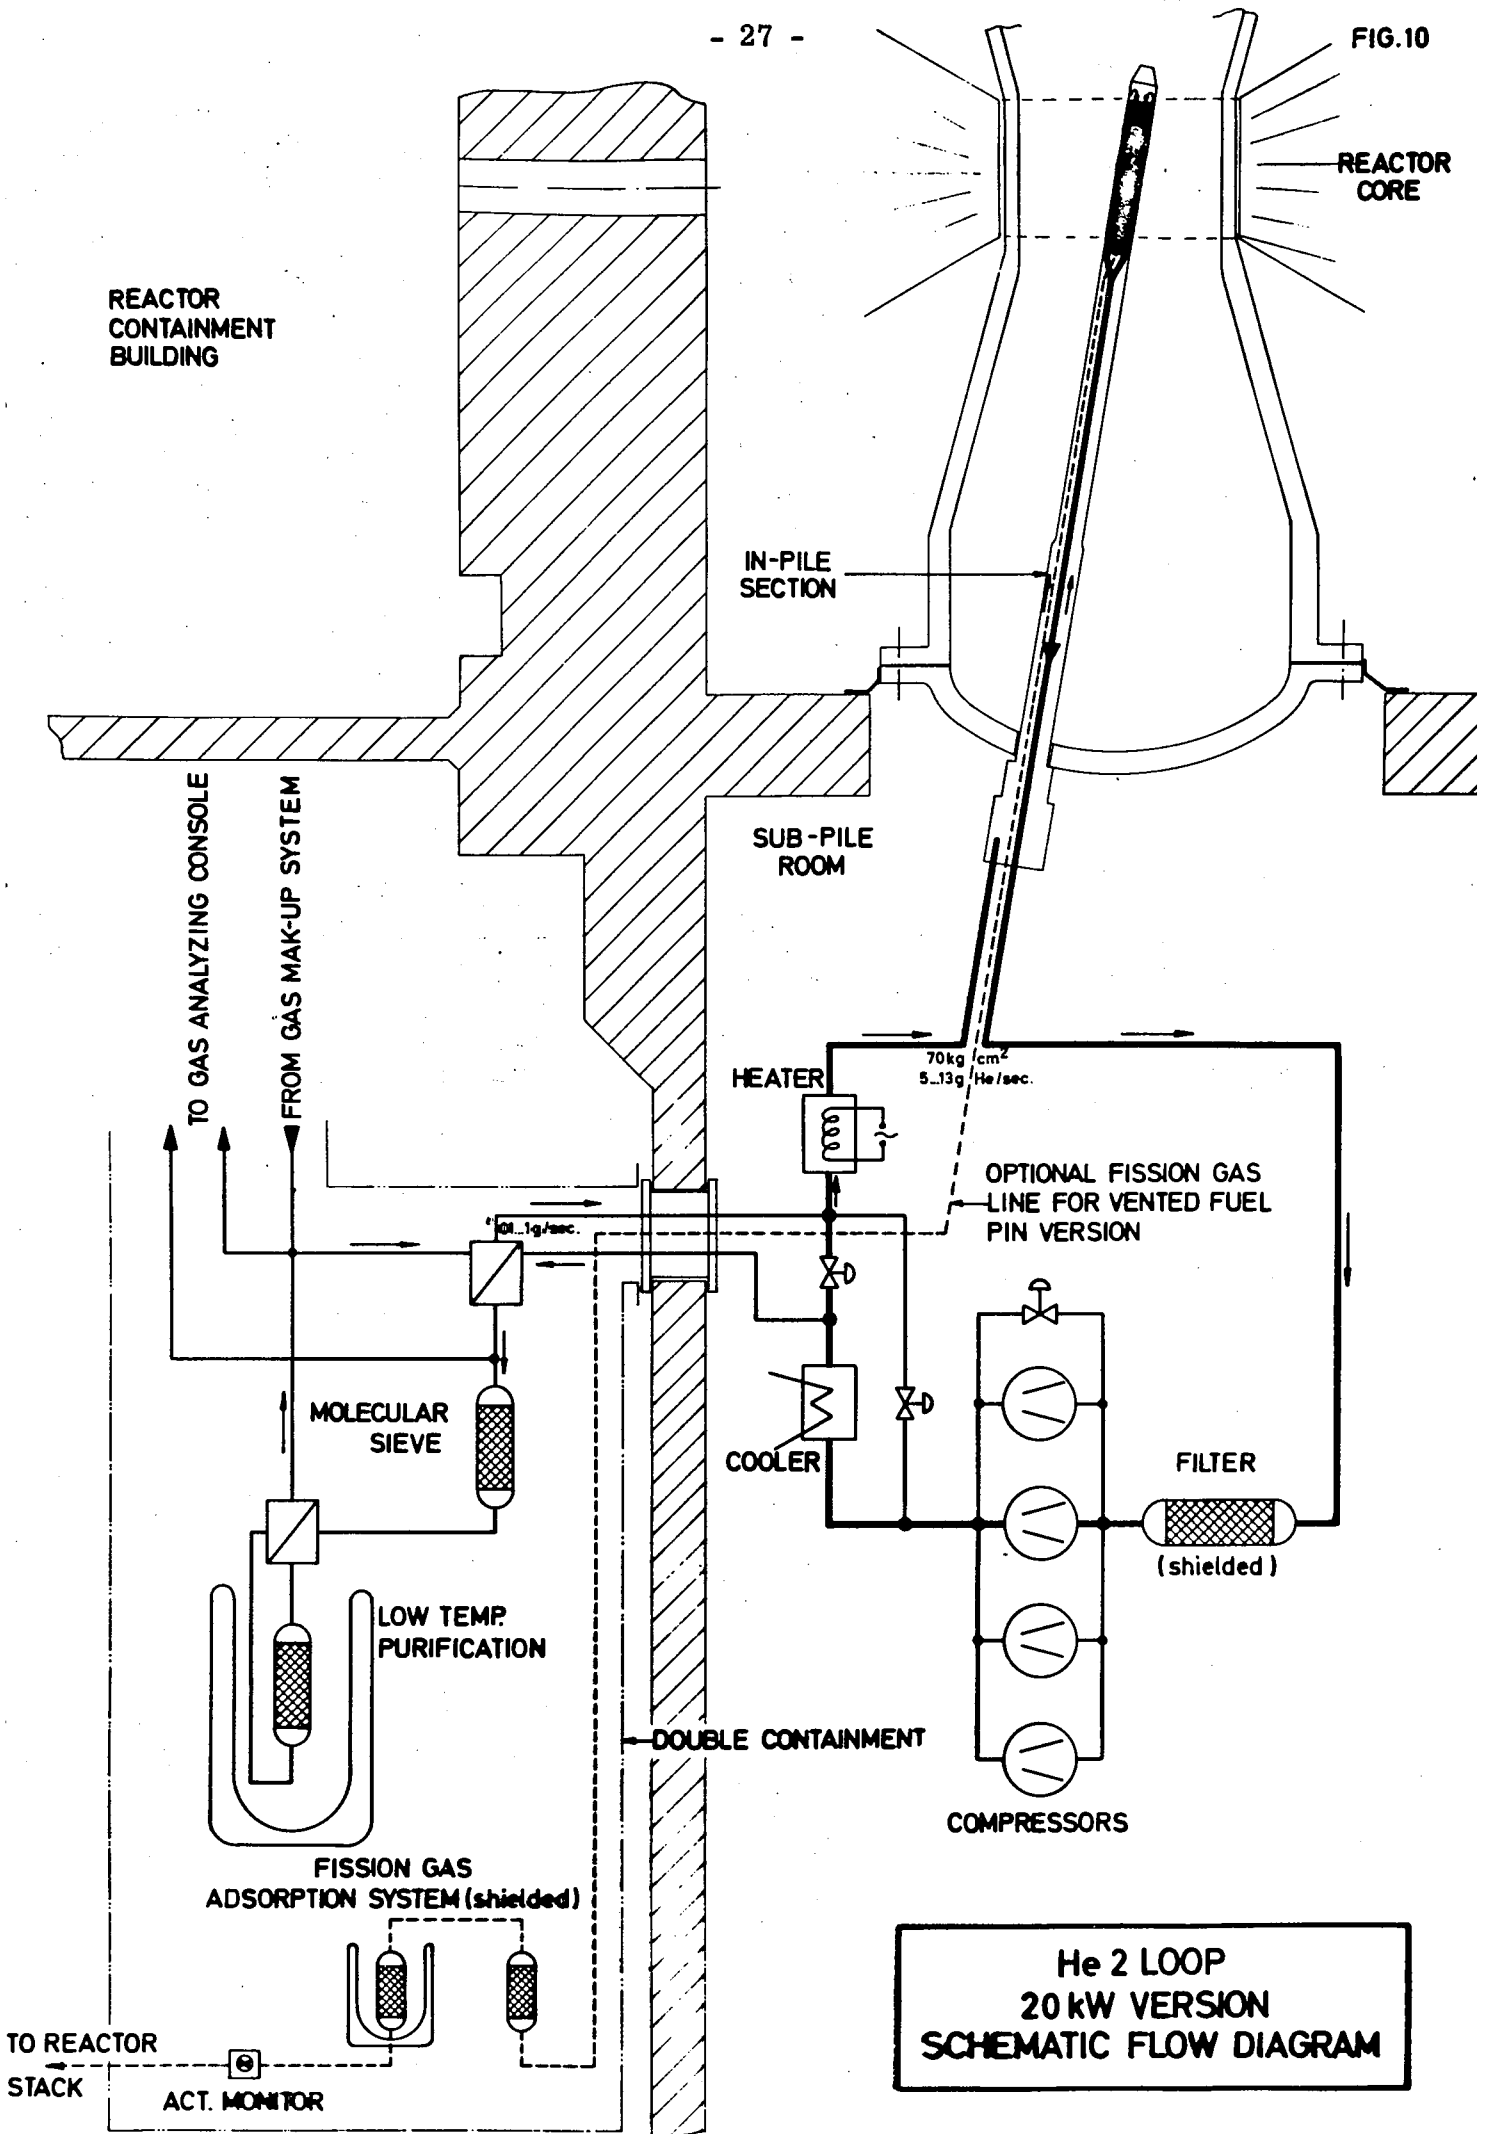 - 27 -
FIG.10
REACTOR
CORE
REACTOR
CONTAINMENT
BUILDING
IN-PILE
SECTION
TO GAS ANALYZING CONSOLE
FROM GAS MAK-UP SYSTEM
SUB-PILE
ROOM
70kg/cm²
5...13g He/sec.
HEATER
OPTIONAL FISSION GAS
LINE FOR VENTED FUEL
PIN VERSION
MOLECULAR
SIEVE
COOLER
FILTER
(shielded)
LOW TEMP.
PURIFICATION
DOUBLE CONTAINMENT
COMPRESSORS
FISSION GAS
ADSORPTION SYSTEM (shielded)
TO REACTOR
STACK
ACT. MONITOR
He 2 LOOP
20 kW VERSION
SCHEMATIC FLOW DIAGRAM